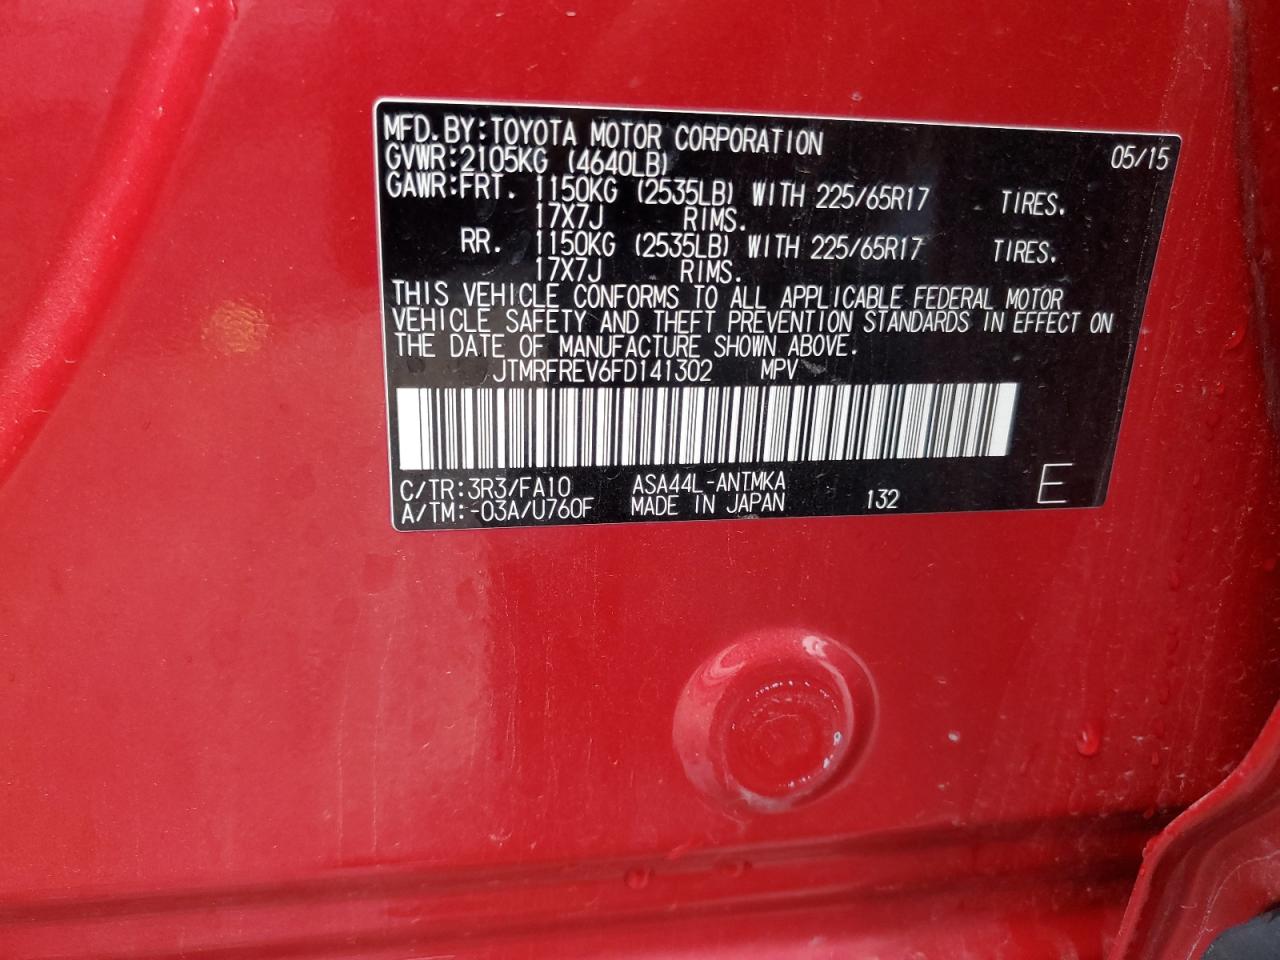 MFD.BY:TOYOTA MOTOR CORPORATION 05/15
GVWR:2105KG (4640LB)
GAWR:FRT. 1150KG (2535LB) WITH 225/65R17 TIRES.
17X7J RIMS.
RR. 1150KG (2535LB) WITH 225/65R17 TIRES.
17X7J RIMS.
THIS VEHICLE CONFORMS TO ALL APPLICABLE FEDERAL MOTOR
VEHICLE SAFETY AND THEFT PREVENTION STANDARDS IN EFFECT ON
THE DATE OF MANUFACTURE SHOWN ABOVE.
JTMRFREV6FD141302 MPV
C/TR:3R3/FA10 ASA44L-ANTMKA
A/TM:-03A/U760F MADE IN JAPAN 132 E